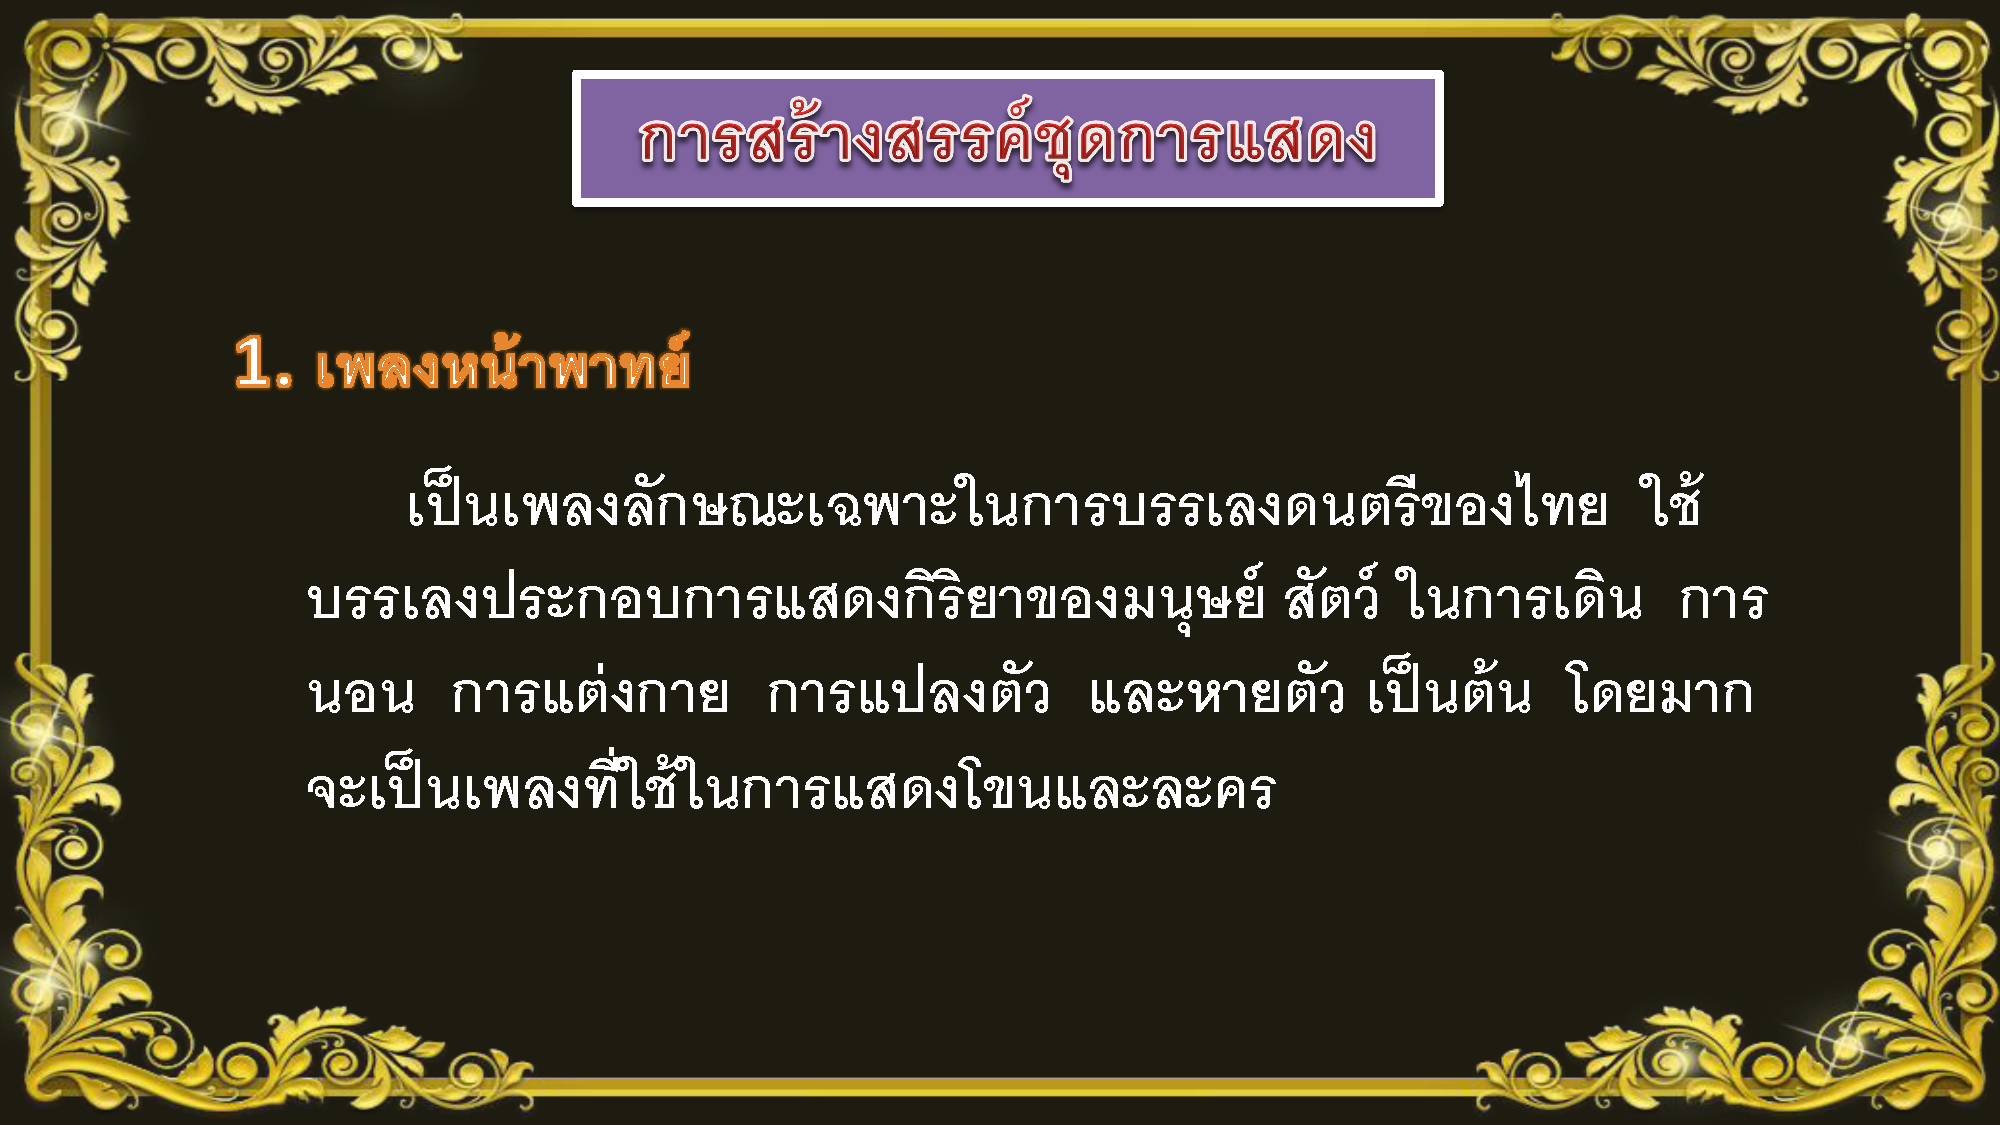 การสร้างสรรค์ชุดการแสดง
1. เพลงหน้าพาทย์
เป็นเพลงลักษณะเฉพาะในการบรรเลงดนตรีของไทย ใช้
บรรเลงประกอบการแสดงกิริยาของมนุษย์ สัตว์ ในการเดิน การ
นอน การแต่งกาย การแปลงตัว และหายตัว เป็นต้น โดยมาก
จะเป็นเพลงที่ใช้ในการแสดงโขนและละคร